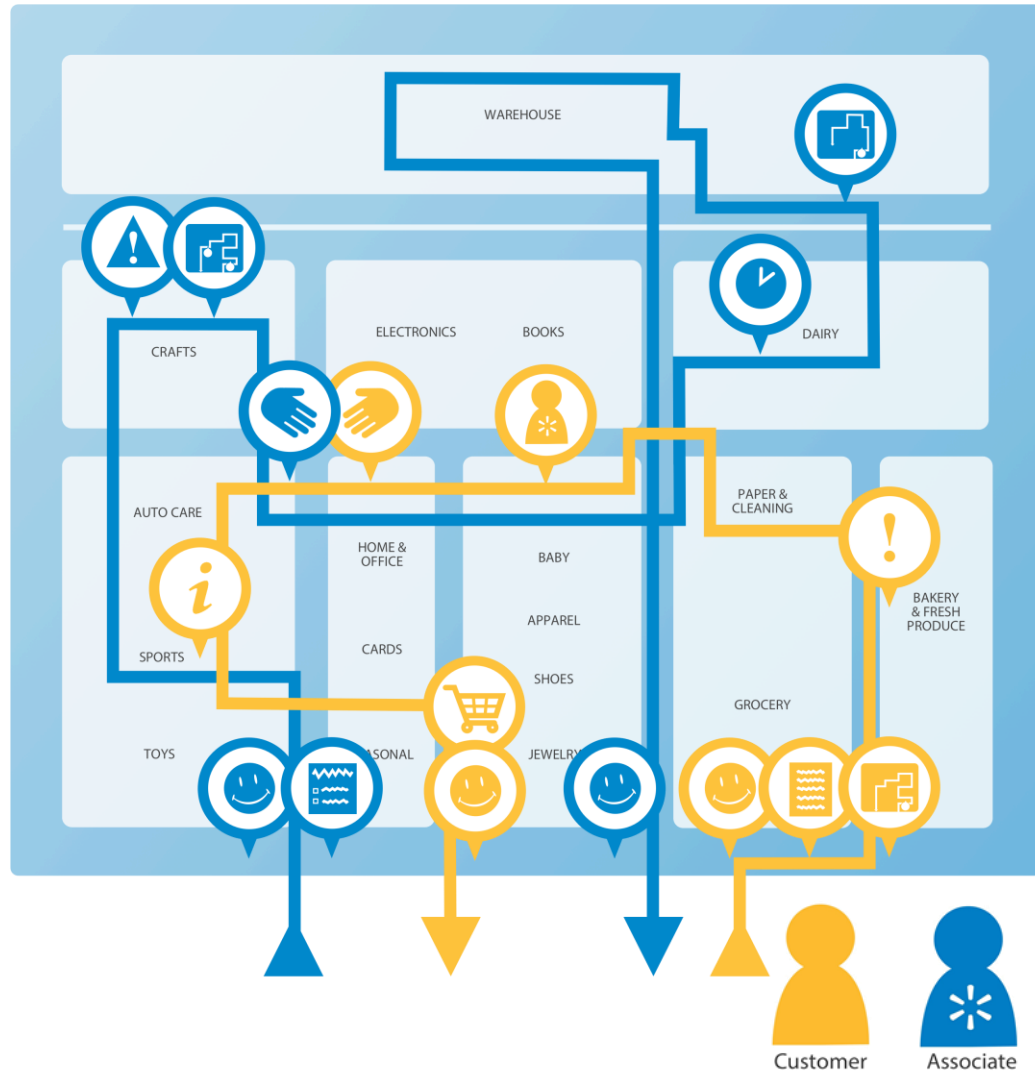 WAREHOUSE
ELECTRONICS
BOOKS
DAIRY
CRAFTS
AUTO CARE
PAPER &
CLEANING
HOME &
OFFICE
BABY
BAKERY
& FRESH
PRODUCE
APPAREL
SPORTS
CARDS
SHOES
GROCERY
TOYS
ASONAL
JEWELRY
i
!
!
Customer
Associate